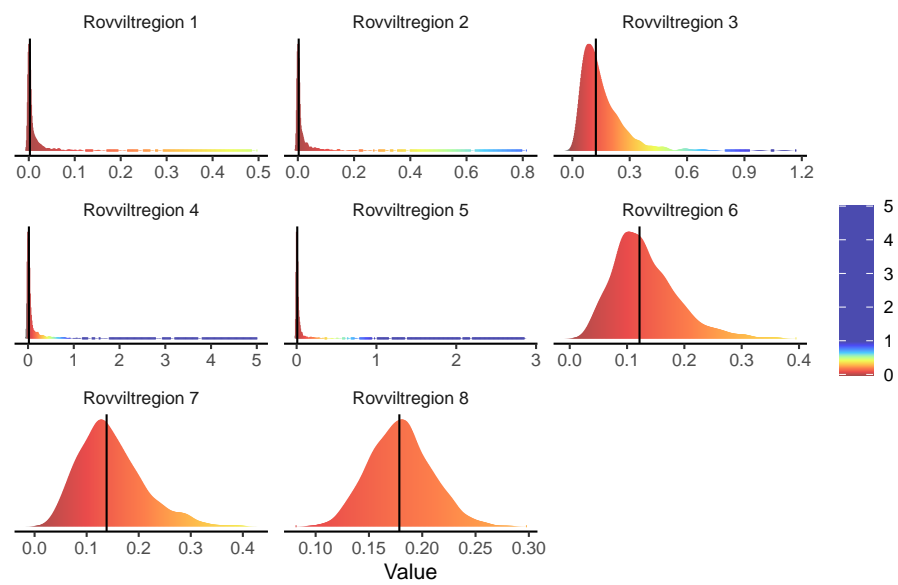 Rovviltregion 1
Rovviltregion 2
Rovviltregion 3
0.0 0.1 0.2 0.3 0.4 0.5
0.0 0.2 0.4 0.6 0.8
0.0 0.3 0.6 0.9 1.2
Rovviltregion 4
Rovviltregion 5
Rovviltregion 6
0 1 2 3 4 5
0 1 2 3
0.0 0.1 0.2 0.3 0.4
5
4
3
2
1
0
Rovviltregion 7
Rovviltregion 8
0.0 0.1 0.2 0.3 0.4
0.10 0.15 0.20 0.25 0.30
Value